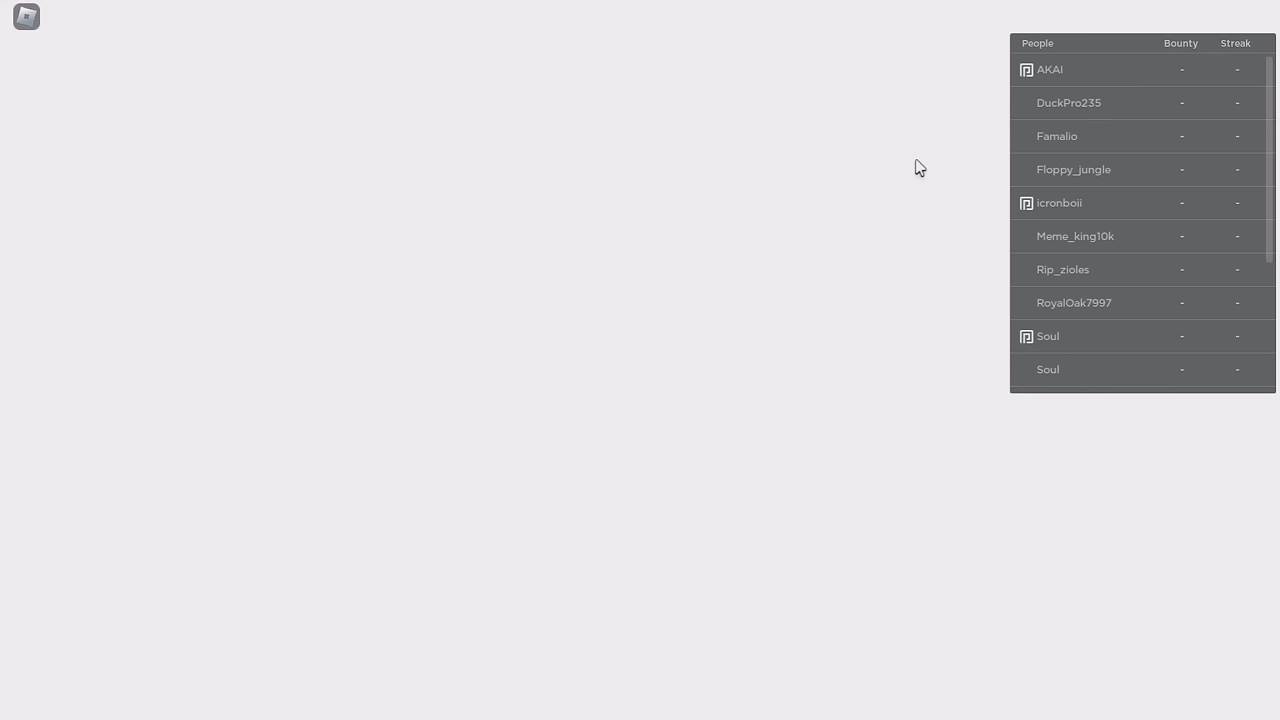 People Bounty Streak
AKAI - -
DuckPro235 - -
Famalio - -
Floppy_jungle - -
icronboii - -
Meme_king10k - -
Rip_zioles - -
RoyalOak7997 - -
Soul - -
Soul - -